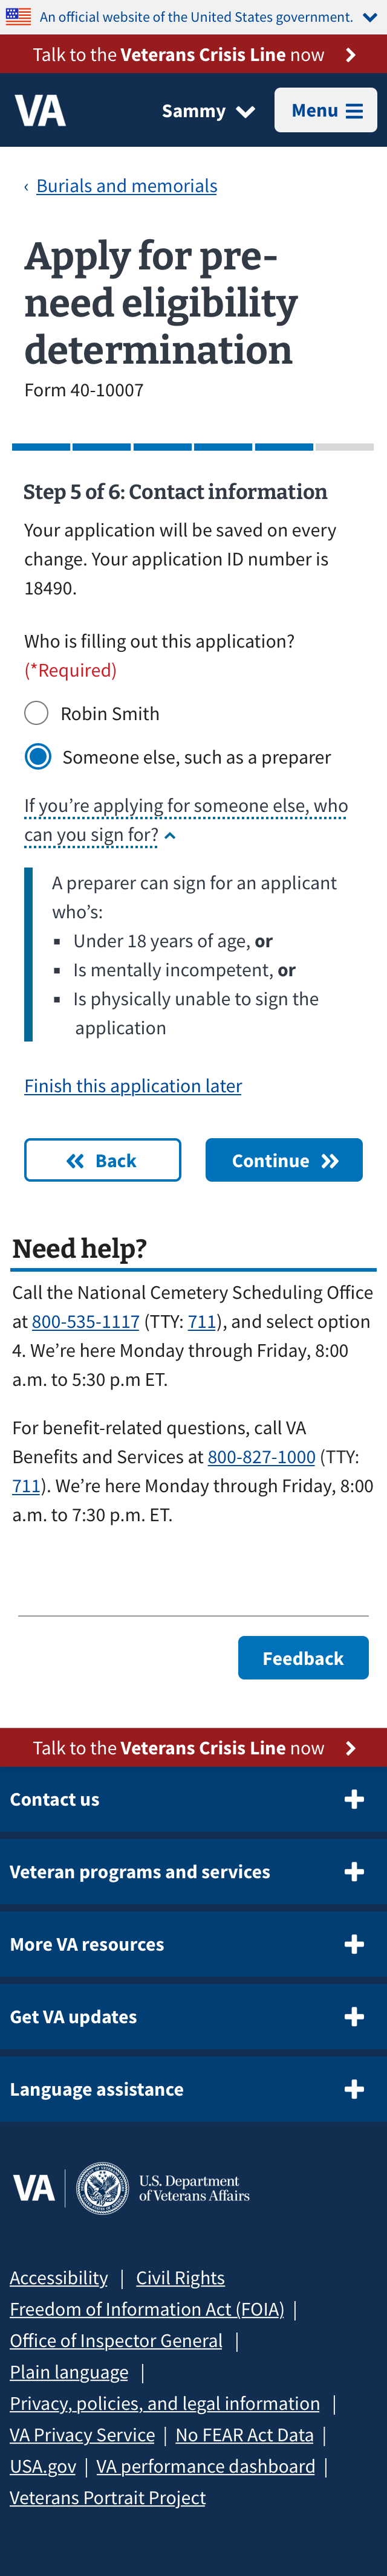 An official website of the United States government.
Talk to the Veterans Crisis Line now
VA
Sammy
Menu
‹ Burials and memorials
Apply for pre-
need eligibility
determination
Form 40-10007
Step 5 of 6: Contact information
Your application will be saved on every
change. Your application ID number is
18490.
Who is filling out this application?
(*Required)
Robin Smith
Someone else, such as a preparer
If you’re applying for someone else, who
can you sign for?
A preparer can sign for an applicant
who’s:
▪ Under 18 years of age, or
▪ Is mentally incompetent, or
▪ Is physically unable to sign the
application
Finish this application later
Back
Continue
Need help?
Call the National Cemetery Scheduling Office
at 800-535-1117 (TTY: 711), and select option
4. We’re here Monday through Friday, 8:00
a.m. to 5:30 p.m ET.
For benefit-related questions, call VA
Benefits and Services at 800-827-1000 (TTY:
711). We’re here Monday through Friday, 8:00
a.m. to 7:30 p.m. ET.
Feedback
Talk to the Veterans Crisis Line now
Contact us
Veteran programs and services
More VA resources
Get VA updates
Language assistance
VA
U.S. Department
of Veterans Affairs
Accessibility | Civil Rights
Freedom of Information Act (FOIA) |
Office of Inspector General |
Plain language |
Privacy, policies, and legal information |
VA Privacy Service | No FEAR Act Data |
USA.gov | VA performance dashboard |
Veterans Portrait Project